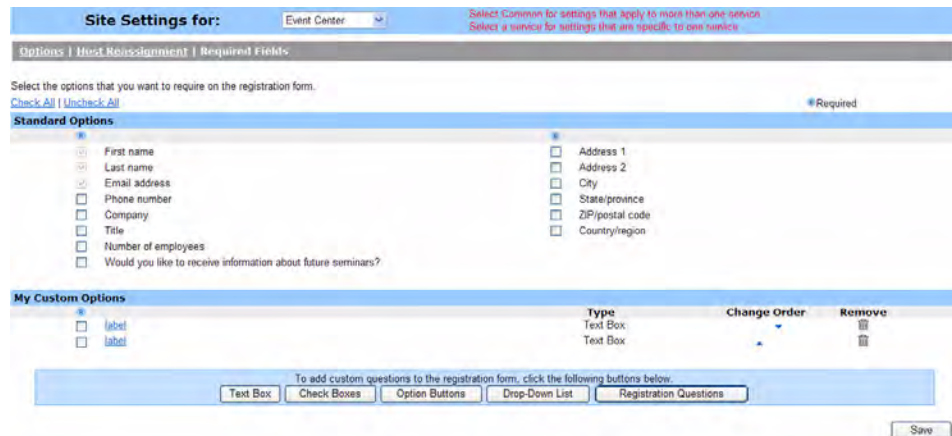 Site Settings for: Event Center
Select Common for settings that apply to more than one service
Select a service for settings that are specific to one service
Options | Host Reassignment | Required Fields
Select the options that you want to require on the registration form.
Check All | Uncheck All
Required
Standard Options
First name
Last name
Email address
Phone number
Company
Title
Number of employees
Would you like to receive information about future seminars?
Address 1
Address 2
City
State/province
ZIP/postal code
Country/region
My Custom Options
Type Change Order Remove
label Text Box
label Text Box
To add custom questions to the registration form, click the following buttons below.
Text Box Check Boxes Option Buttons Drop-Down List Registration Questions
Save